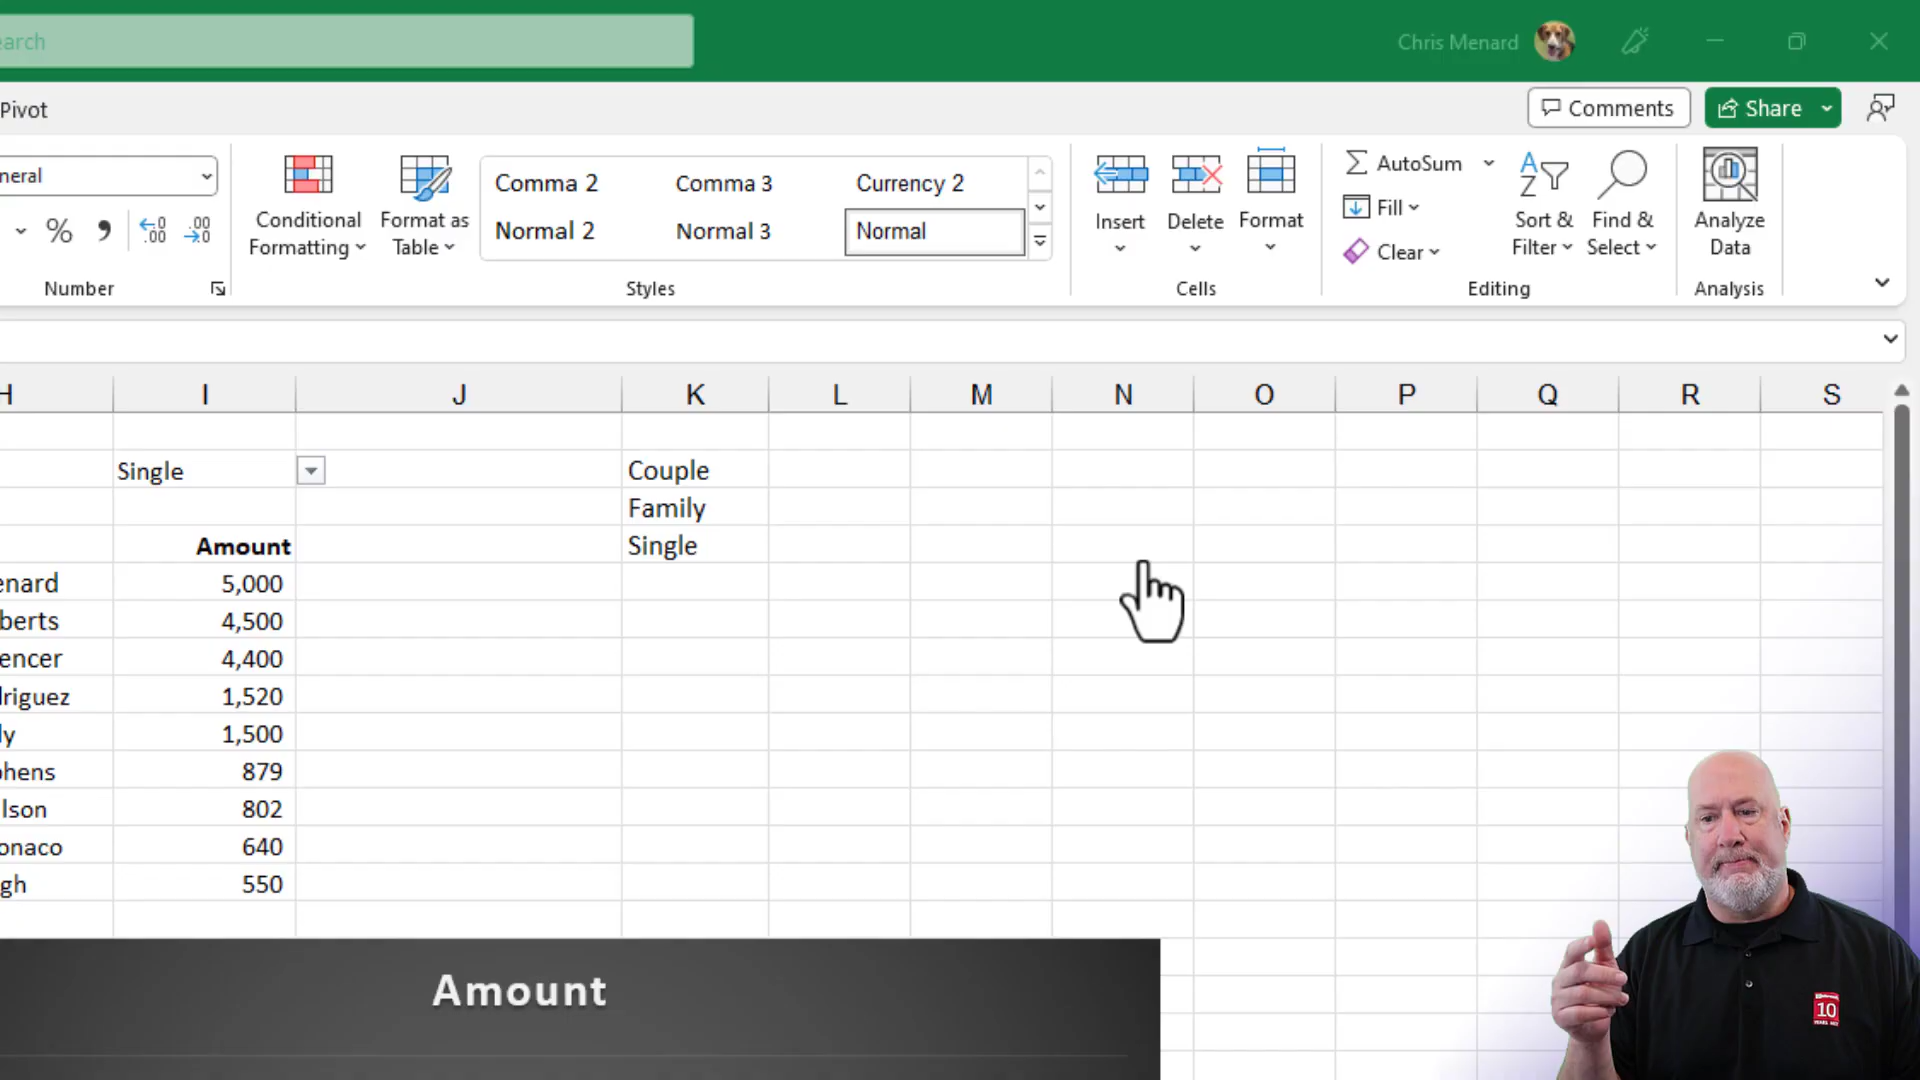 earch
Chris Menard
Pivot
Comments
Share
neral
Conditional
Formatting
Format as
Table
Comma 2
Comma 3
Currency 2
Normal 2
Normal 3
Normal
Insert
Delete
Format
AutoSum
Fill
Clear
Sort &
Filter
Find &
Select
Analyze
Data
Number
Styles
Cells
Editing
Analysis
H I J K L M N O P Q R S
Single Couple
Family
Amount Single
enard 5,000
berts 4,500
encer 4,400
driguez 1,520
ly 1,500
phens 879
lson 802
onaco 640
gh 550
Amount
10